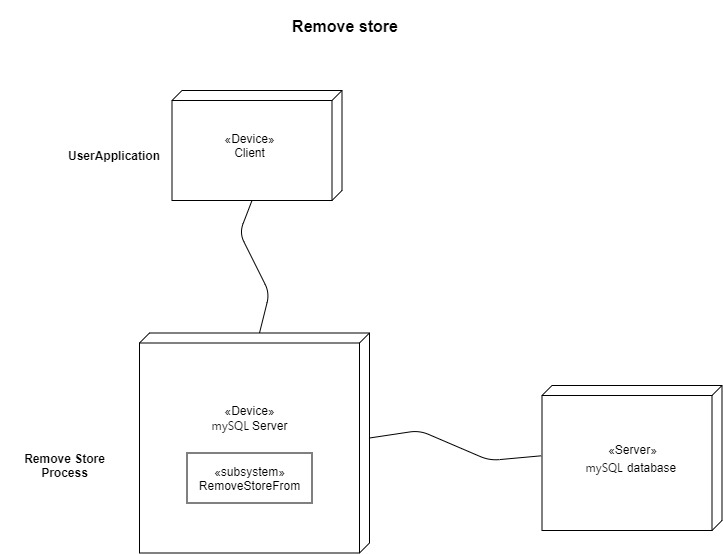 Remove store
«Device»
Client
UserApplication
«Device»
mySQL Server
Remove Store
Process
«subsystem»
RemoveStoreFrom
«Server»
mySQL database